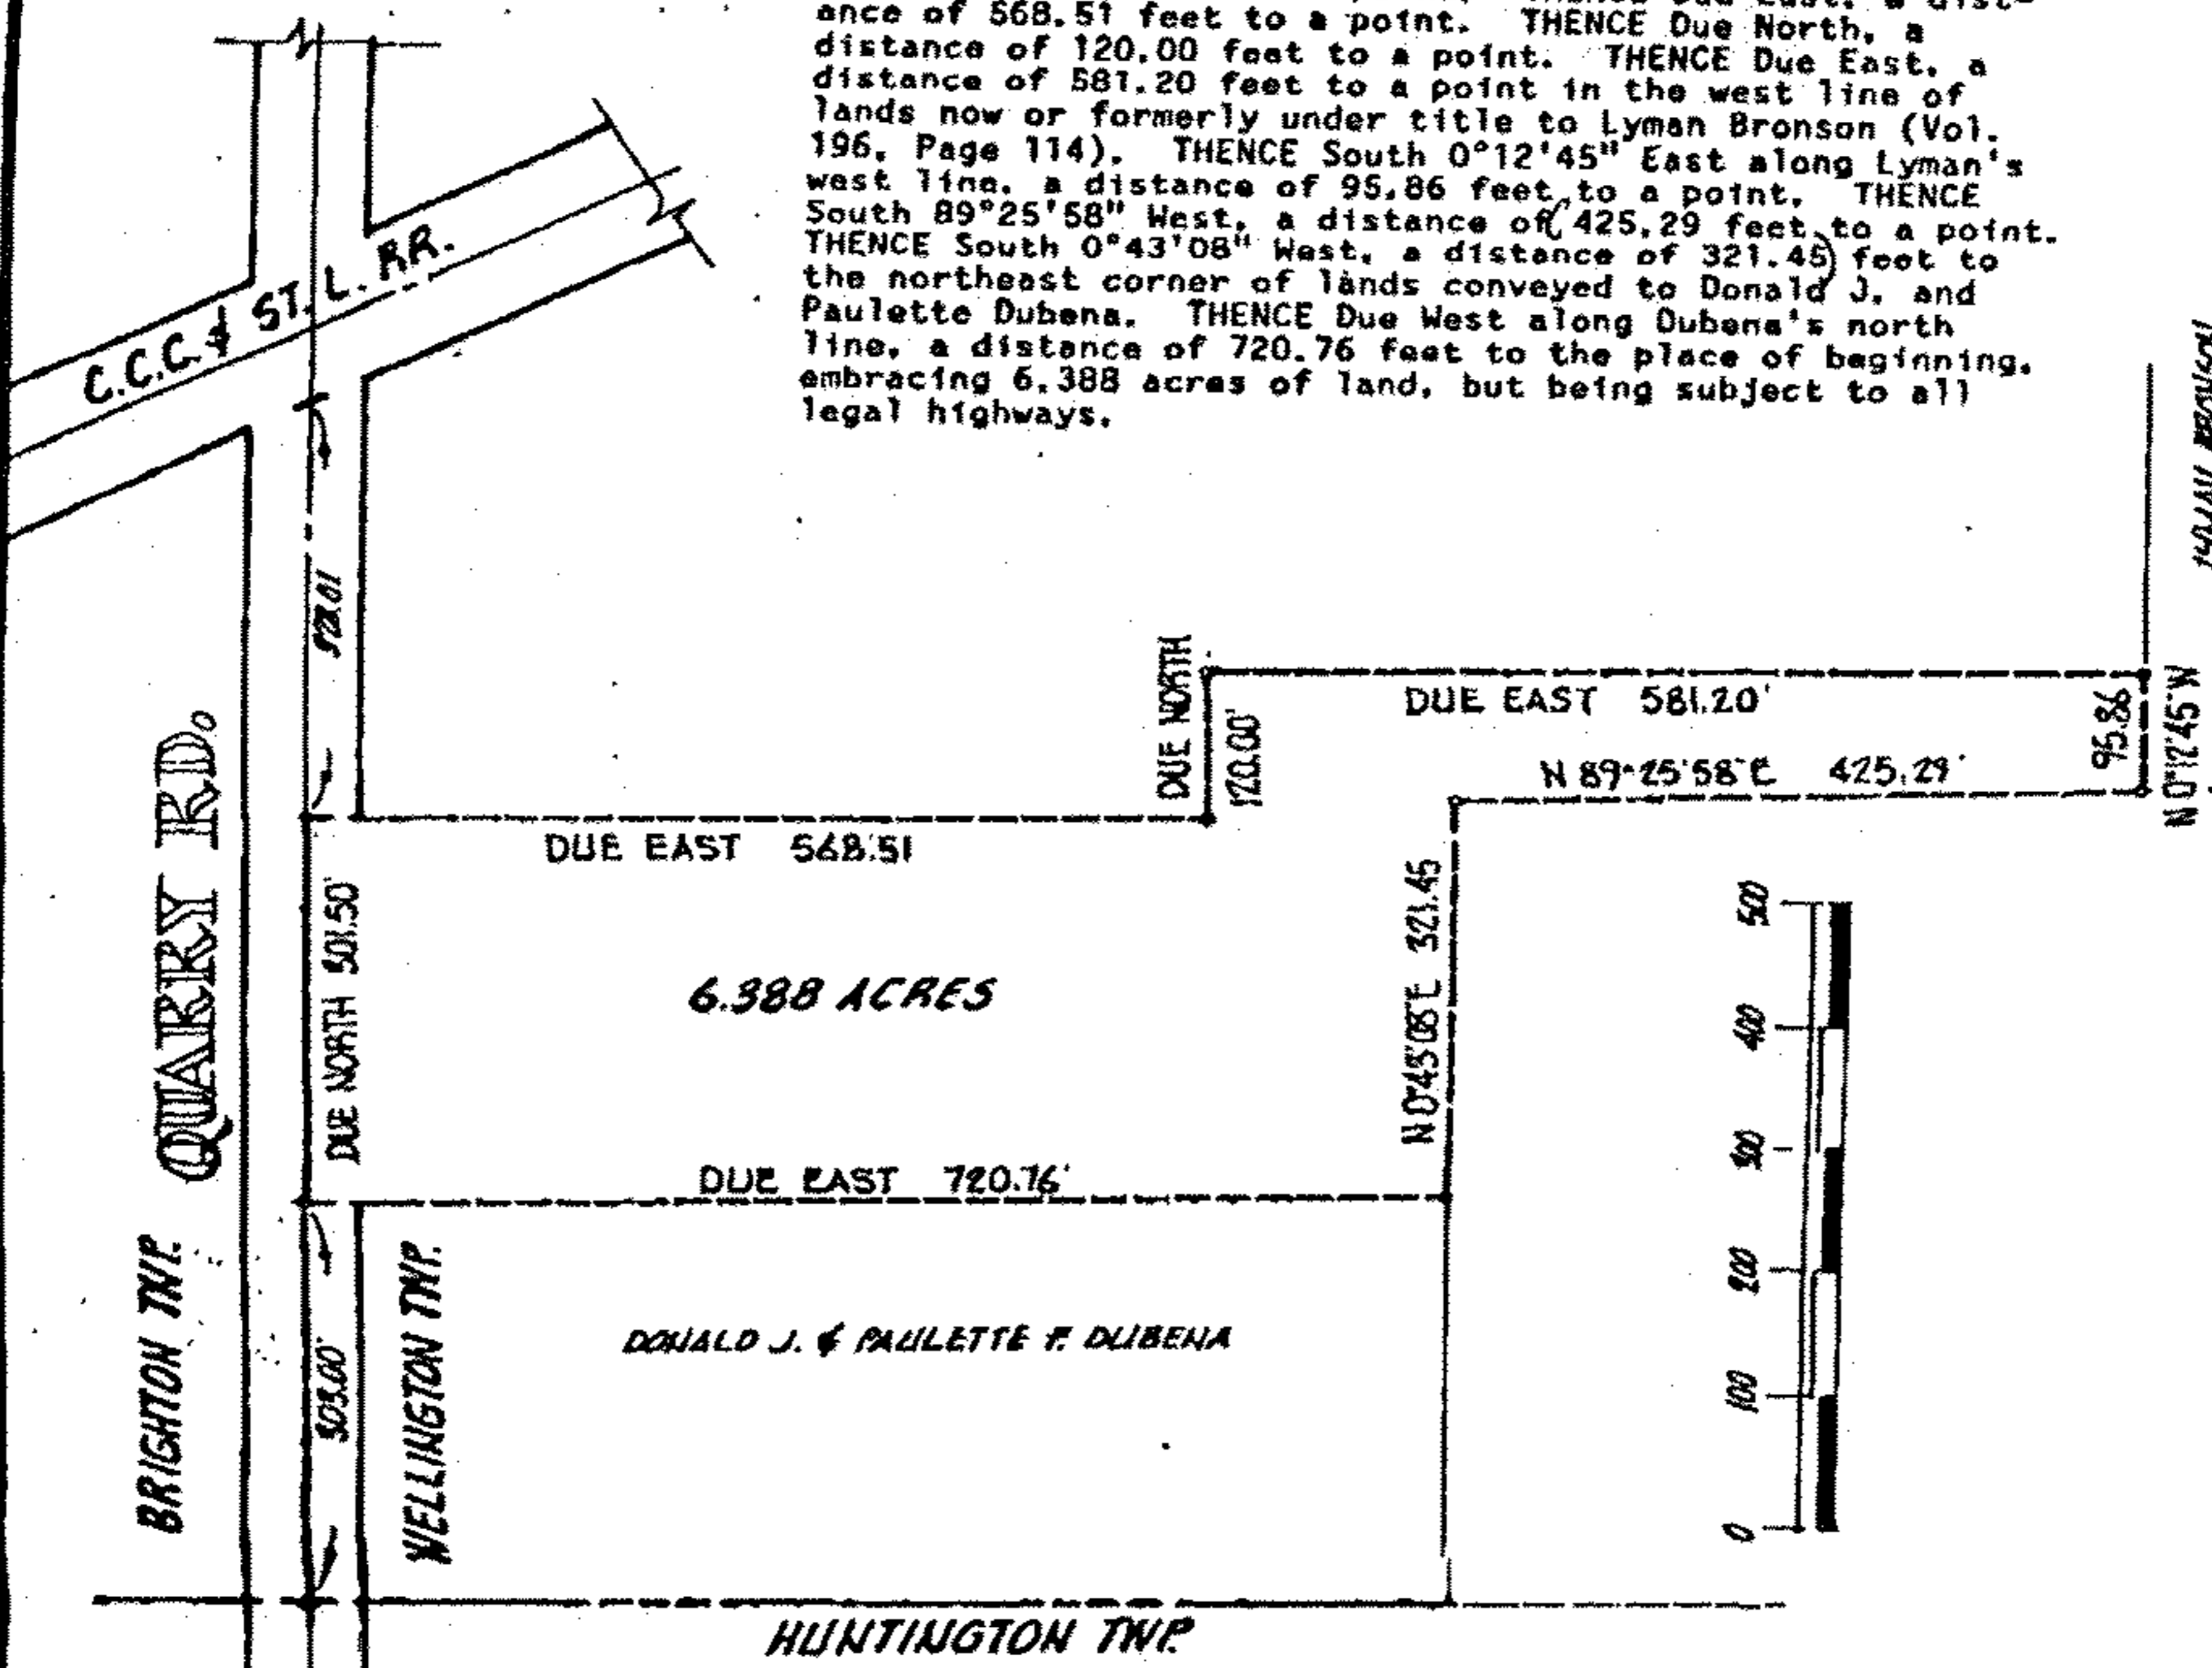 ance of 568.51 feet to a point. THENCE Due North, a
distance of 120.00 feet to a point. THENCE Due East, a
distance of 581.20 feet to a point in the west line of
lands now or formerly under title to Lyman Bronson (Vol.
196, Page 114). THENCE South 0°12'45" East along Lyman's
west line, a distance of 95.86 feet to a point. THENCE
South 89°25'58" West, a distance of 425.29 feet to a point.
THENCE South 0°43'08" West, a distance of 321.45 feet to
the northeast corner of lands conveyed to Donald J. and
Paulette Dubena. THENCE Due West along Dubena's north
line, a distance of 720.76 feet to the place of beginning,
embracing 6.388 acres of land, but being subject to all
legal highways.
C.C.C. & ST. L. RR.
DUE NORTH
120.00'
DUE EAST 581.20'
N 89°25'58"E 425.29'
95.86
N 0°12'45"W
QUARRY RD.
DUE EAST 568.51
DUE NORTH 301.50'
6.388 ACRES
N 0°43'08"E 321.45
DUE EAST 720.76'
500
400
300
200
100
0
BRIGHTON TWP.
WELLINGTON TWP.
DONALD J. & PAULETTE F. DUBENA
HUNTINGTON TWP.